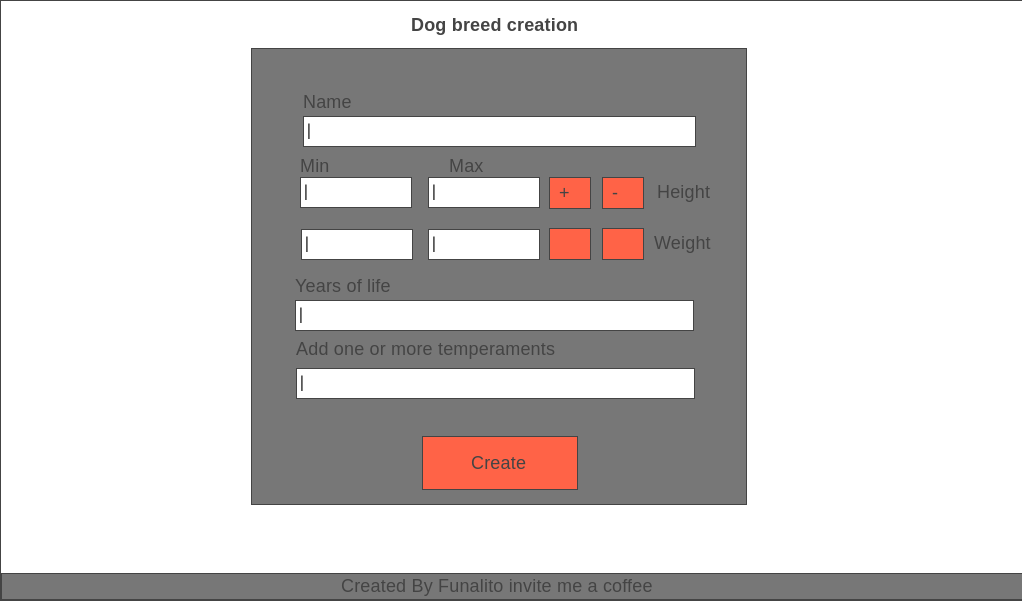 Dog breed creation
Name
Min Max
+ - Height
Weight
Years of life
Add one or more temperaments
Create
Created By Funalito invite me a coffee